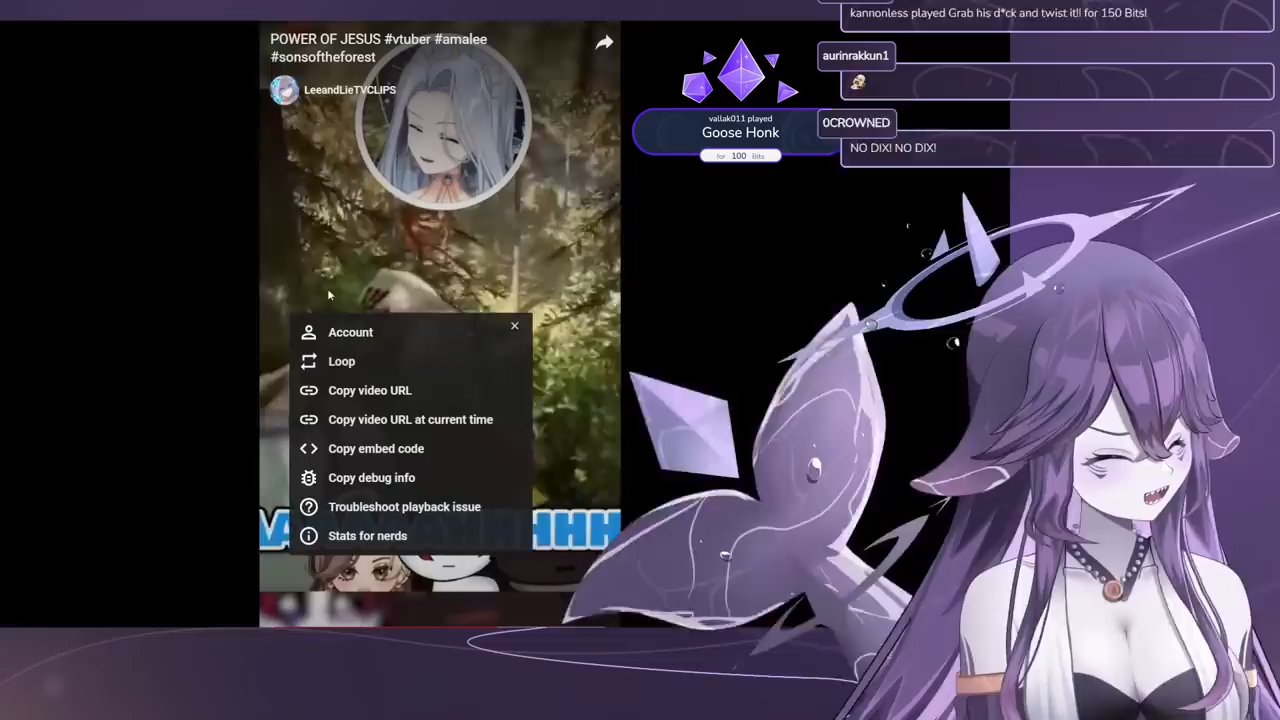 POWER OF JESUS #vtuber #amalee
#sonsoftheforest
LeeandLieTVCLIPS
Account
Loop
Copy video URL
Copy video URL at current time
Copy embed code
Copy debug info
Troubleshoot playback issue
Stats for nerds
HHH
vallak011 played
Goose Honk
for 100 Bits
kannonless played Grab his d*ck and twist it!! for 150 Bits!
aurinrakkun1
0CROWNED
NO DIX! NO DIX!